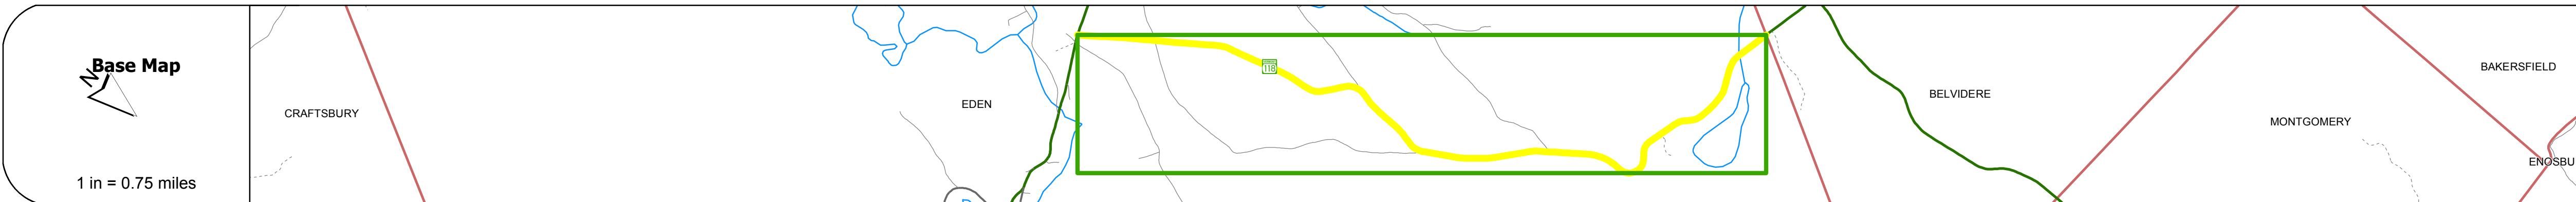 Base Map
N
1 in = 0.75 miles
CRAFTSBURY
EDEN
118
BELVIDERE
MONTGOMERY
BAKERSFIELD
ENOSBU